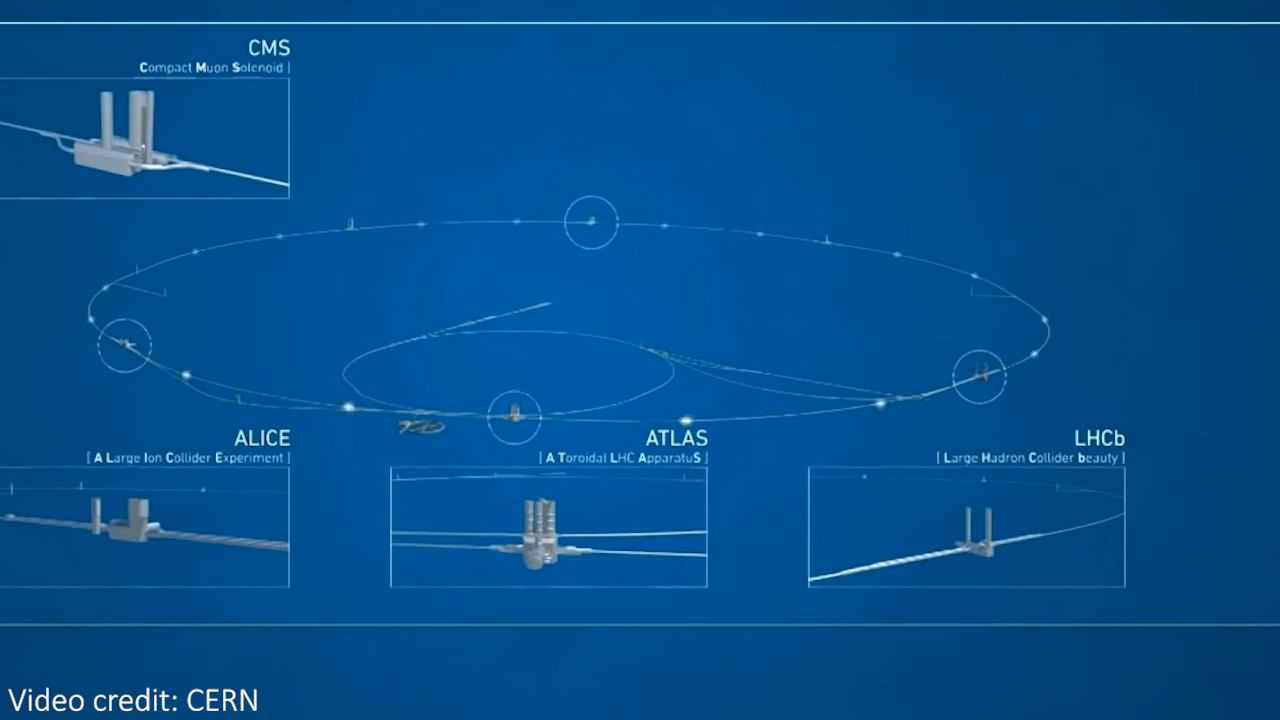 CMS
Compact Muon Solenoid ]
ALICE
[ A Large Ion Collider Experiment ]
ATLAS
[ A Toroidal LHC ApparatuS ]
LHCb
[ Large Hadron Collider beauty ]
Video credit: CERN